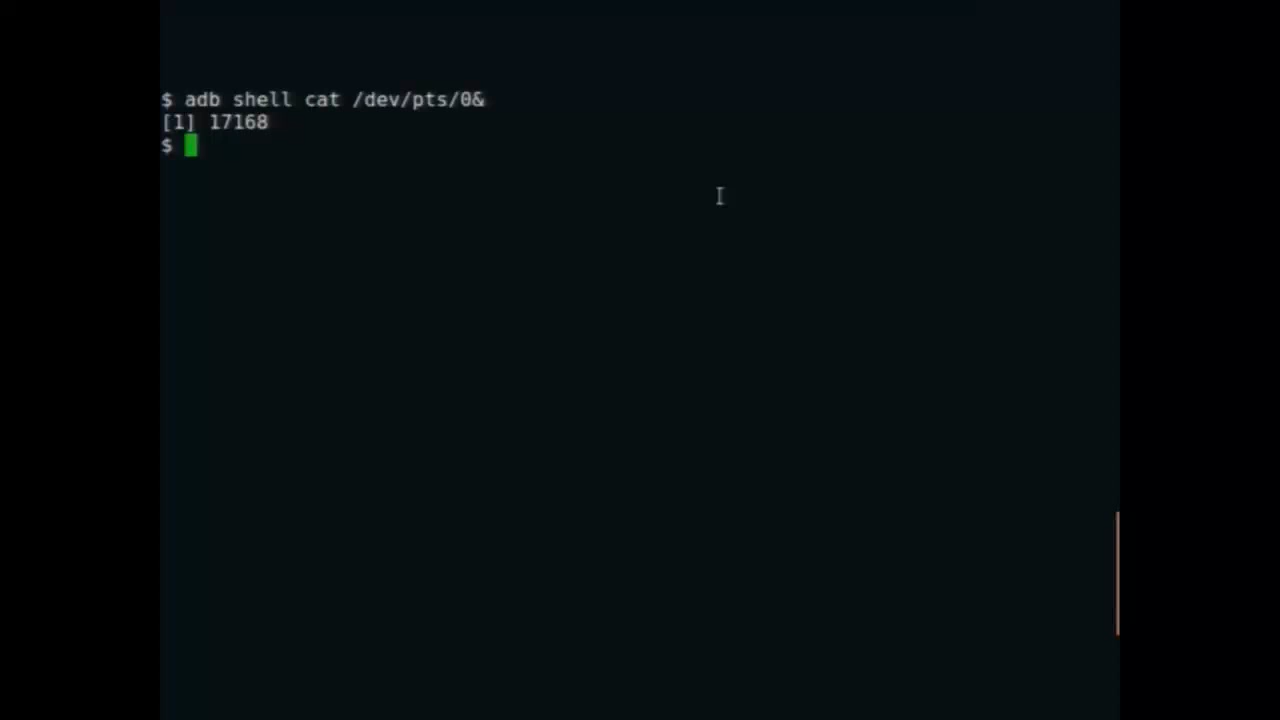 $ adb shell cat /dev/pts/0&
[1] 17168
$